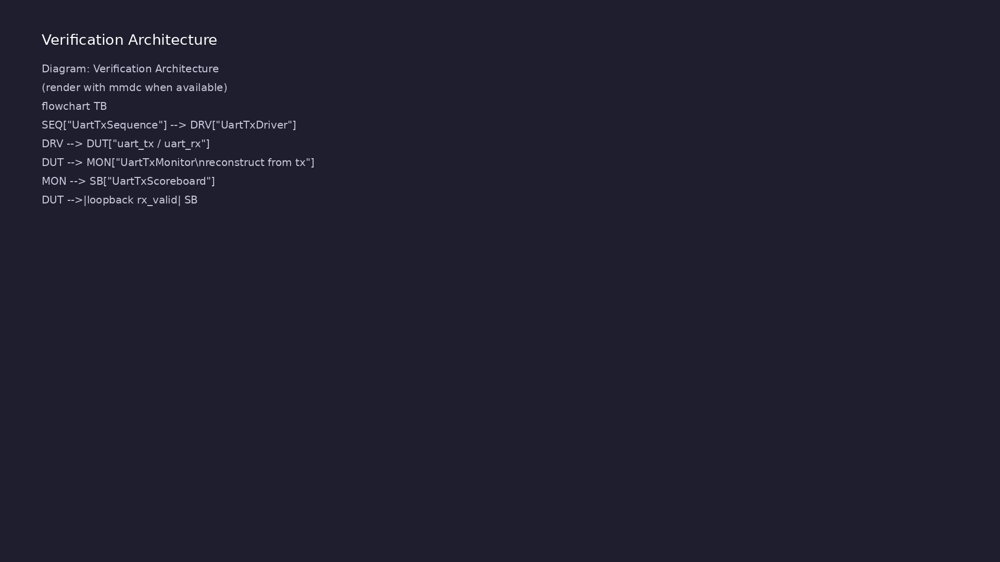 Verification Architecture
Diagram: Verification Architecture
(render with mmdc when available)
flowchart TB
SEQ["UartTxSequence"] --> DRV["UartTxDriver"]
DRV --> DUT["uart_tx / uart_rx"]
DUT --> MON["UartTxMonitor\nreconstruct from tx"]
MON --> SB["UartTxScoreboard"]
DUT -->|loopback rx_valid| SB